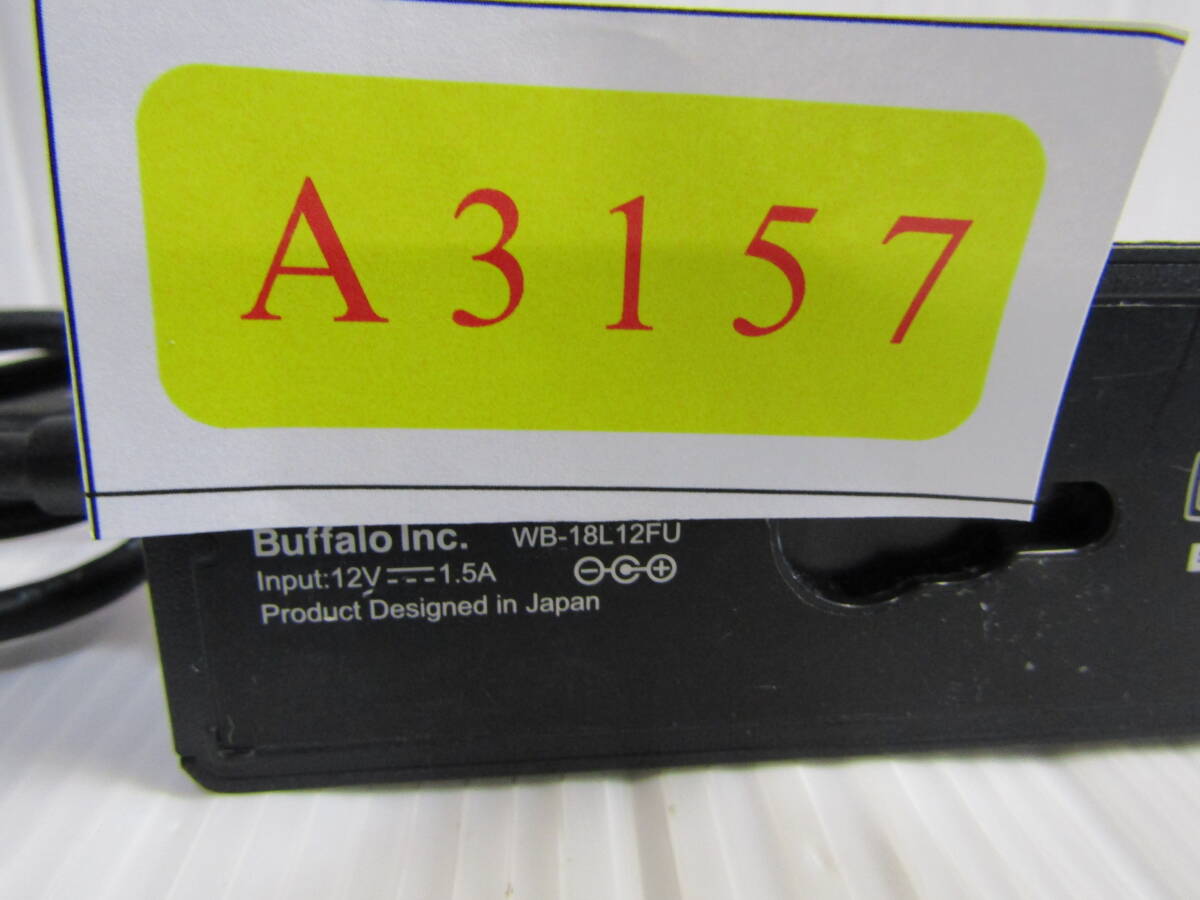 A3157
Buffalo Inc. WB-18L12FU
Input:12V⎓1.5A
Product Designed in Japan